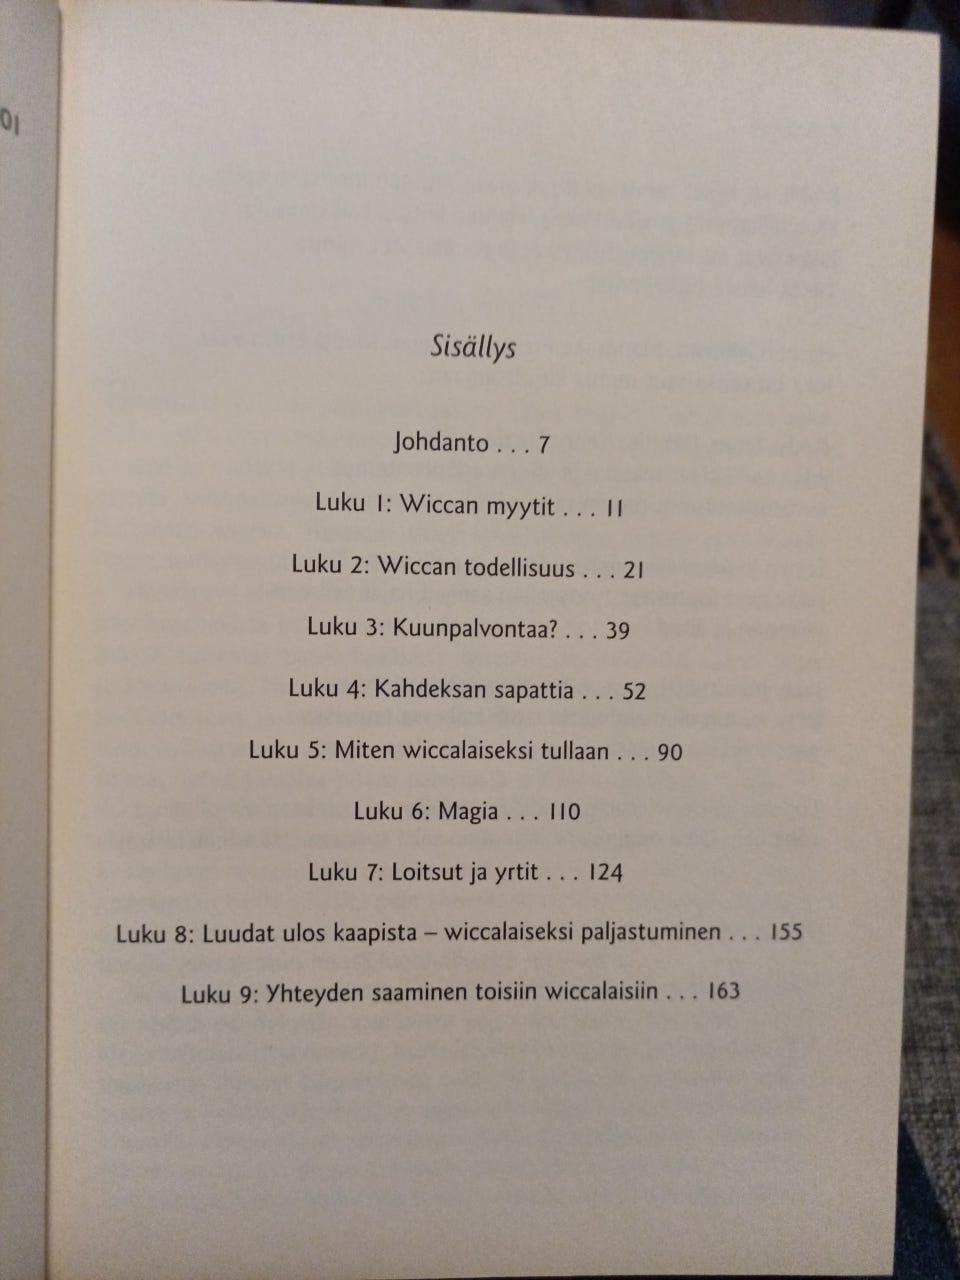 Sisällys
Johdanto . . . 7
Luku 1: Wiccan myytit . . . 11
Luku 2: Wiccan todellisuus . . . 21
Luku 3: Kuunpalvontaa? . . . 39
Luku 4: Kahdeksan sapattia . . . 52
Luku 5: Miten wiccalaiseksi tullaan . . . 90
Luku 6: Magia . . . 110
Luku 7: Loitsut ja yrtit . . . 124
Luku 8: Luudat ulos kaapista – wiccalaiseksi paljastuminen . . . 155
Luku 9: Yhteyden saaminen toisiin wiccalaisiin . . . 163